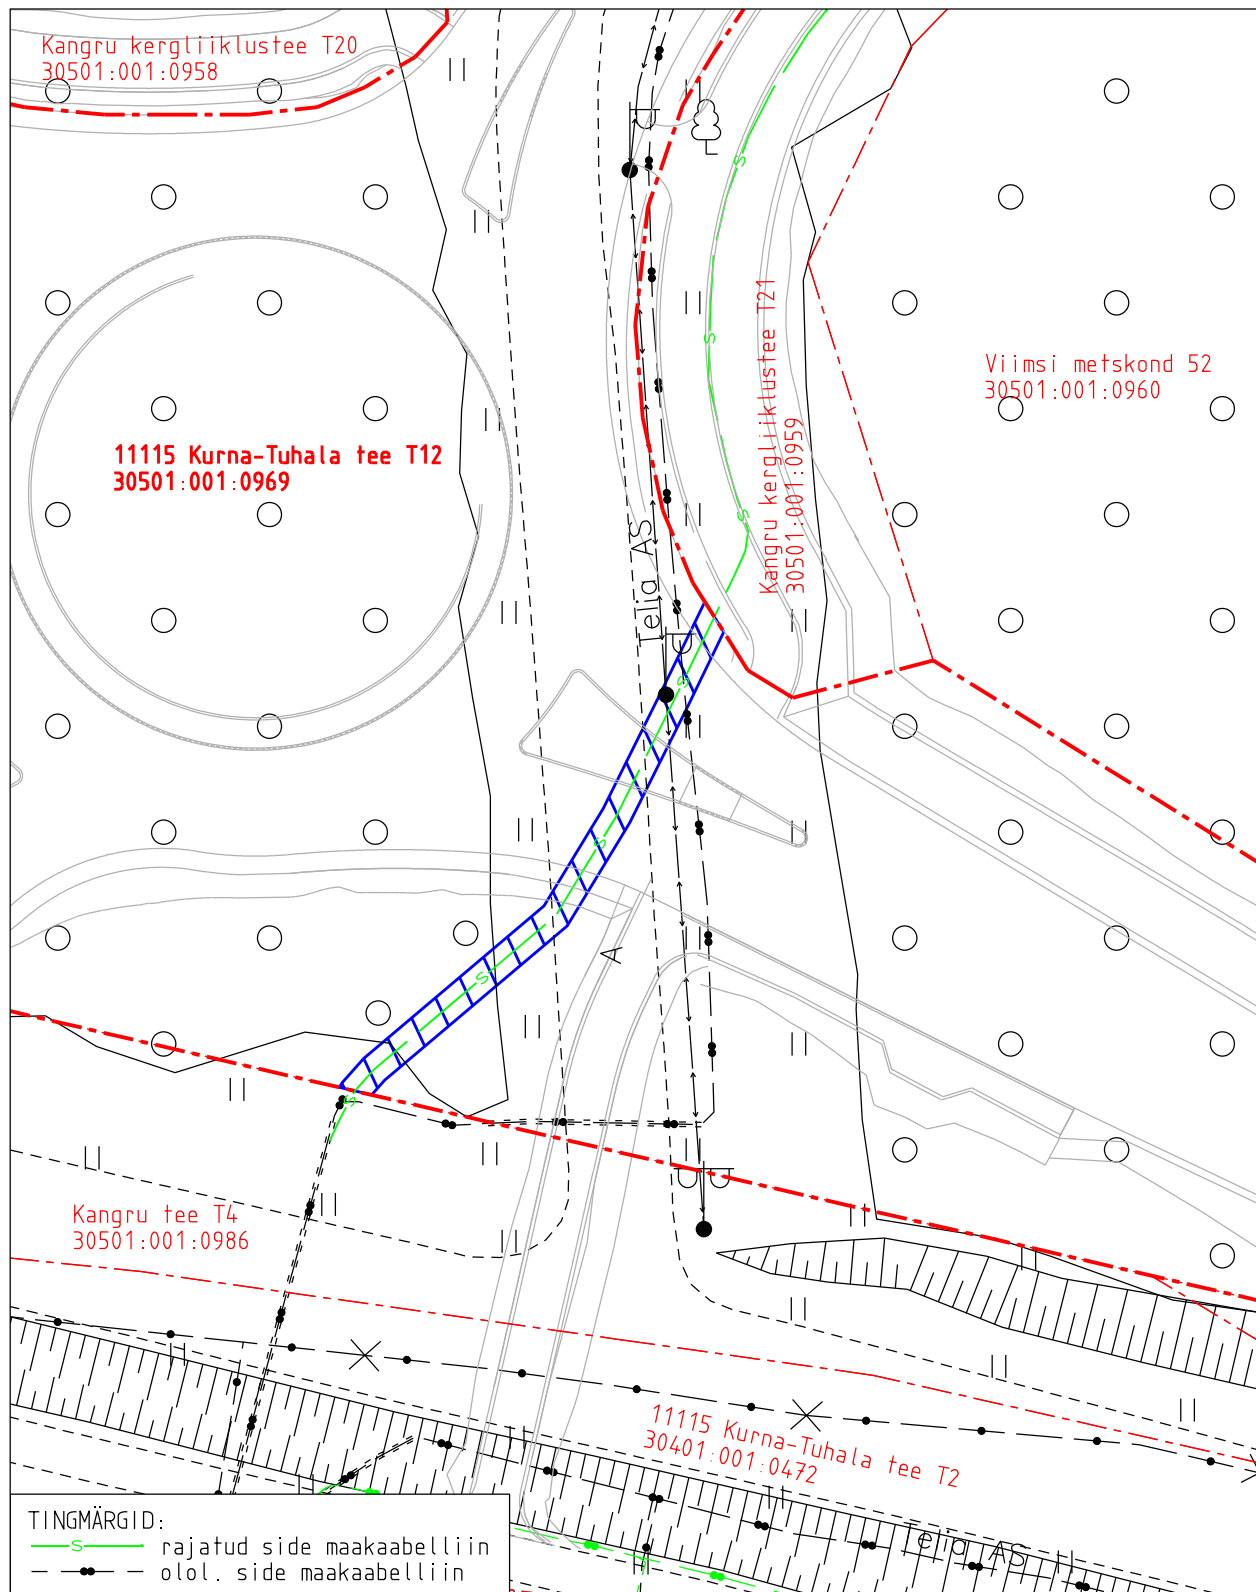 Kangru kergliiklustee T20
30501:001:0958
Kangru kergliiklustee T21
30501:001:0959
Viimsi metskond 52
30501:001:0960
11115 Kurna-Tuhala tee T12
30501:001:0969
Telia AS
A
Kangru tee T4
30501:001:0986
11115 Kurna-Tuhala tee T2
30401:001:0472
Telia AS
TINGMÄRGID:
rajatud side maakaabelliin
olol. side maakaabelliin